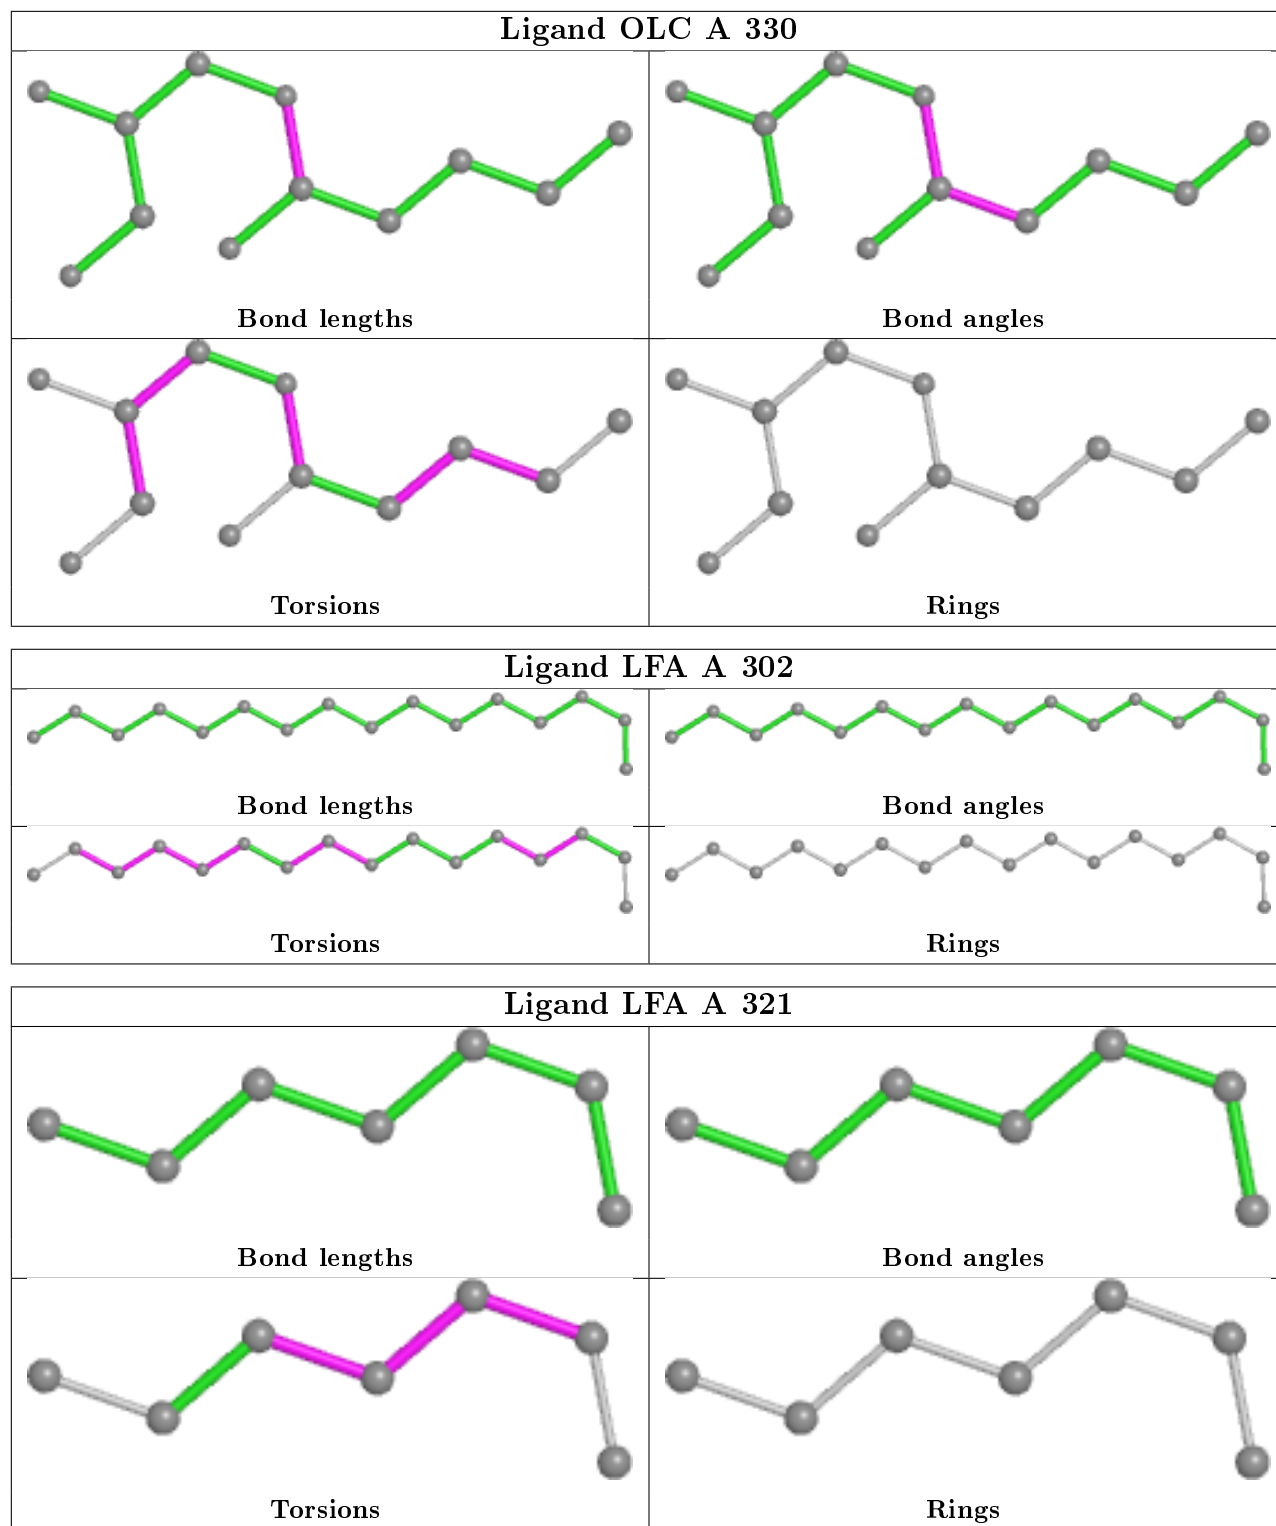 Ligand OLC A 330
Bond lengths
Bond angles
Torsions
Rings
Ligand LFA A 302
Bond lengths
Bond angles
Torsions
Rings
Ligand LFA A 321
Bond lengths
Bond angles
Torsions
Rings